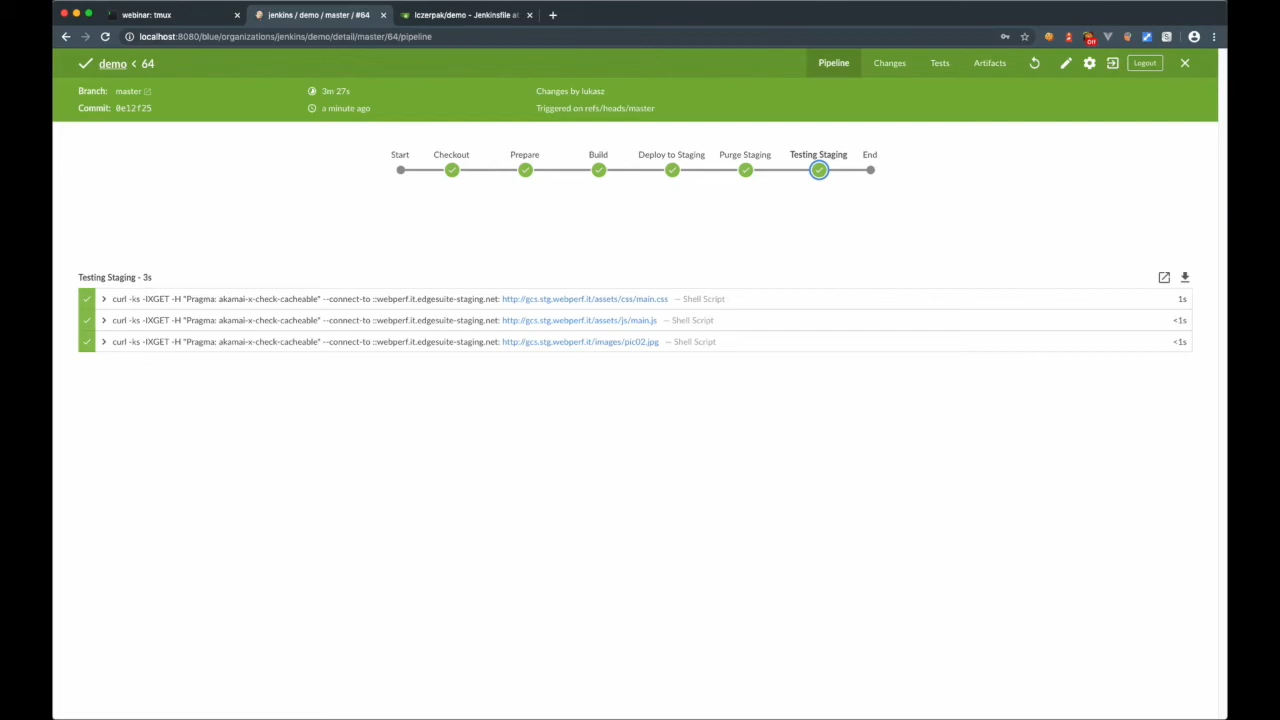 webinar: tmux
jenkins / demo / master / #64
lczerpak/demo - Jenkinsfile at
localhost:8080/blue/organizations/jenkins/demo/detail/master/64/pipeline
Off
demo < 64
Pipeline
Changes
Tests
Artifacts
Logout
Branch: master
3m 27s
Changes by lukasz
Commit: 0e12f25
a minute ago
Triggered on refs/heads/master
Start
Checkout
Prepare
Build
Deploy to Staging
Purge Staging
Testing Staging
End
Testing Staging - 3s
curl -ks -IXGET -H "Pragma: akamai-x-check-cacheable" --connect-to ::webperf.it.edgesuite-staging.net: http://gcs.stg.webperf.it/assets/css/main.css — Shell Script 1s
curl -ks -IXGET -H "Pragma: akamai-x-check-cacheable" --connect-to ::webperf.it.edgesuite-staging.net: http://gcs.stg.webperf.it/assets/js/main.js — Shell Script <1s
curl -ks -IXGET -H "Pragma: akamai-x-check-cacheable" --connect-to ::webperf.it.edgesuite-staging.net: http://gcs.stg.webperf.it/images/pic02.jpg — Shell Script <1s